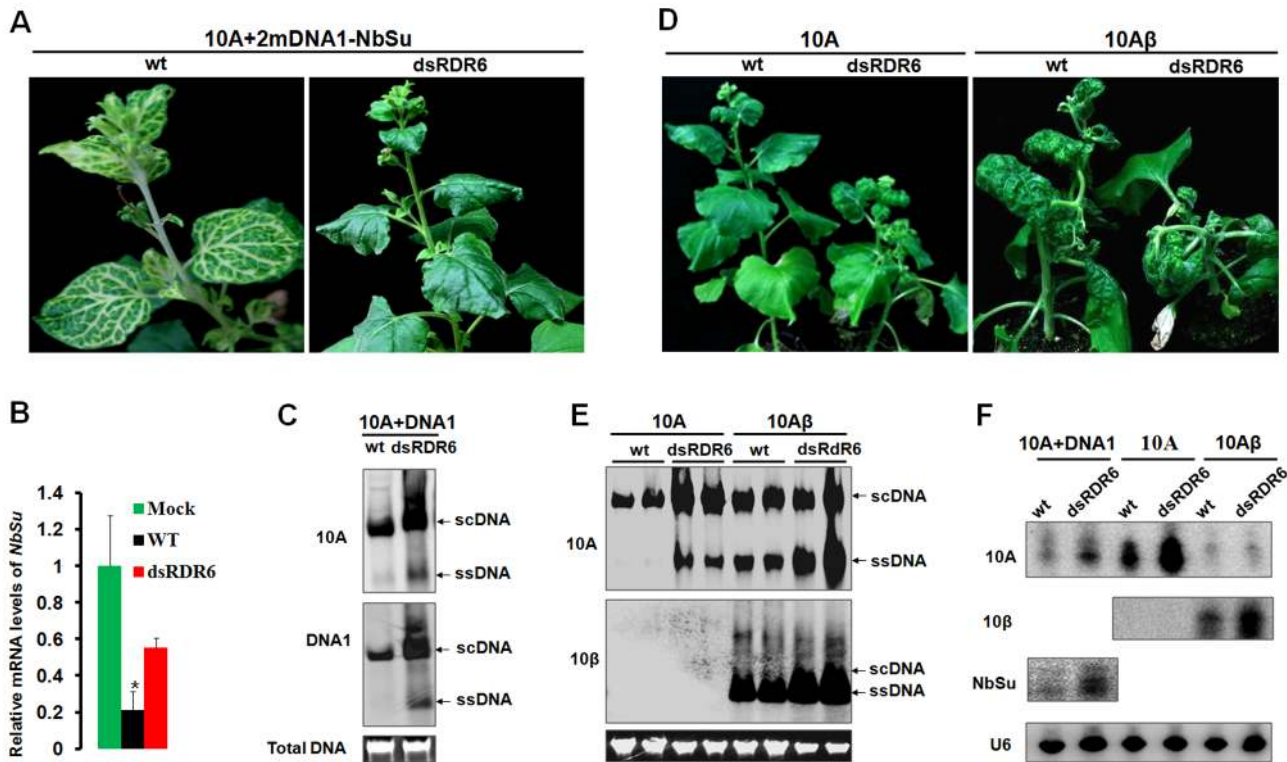 A
10A+2mDNA1-NbSu
wt dsRDR6
D
10A 10Aβ
wt dsRDR6 wt dsRDR6
B
Relative mRNA levels of NbSu
1.4
1.2
1
0.8
0.6
0.4
0.2
0
Mock
WT
dsRDR6
*
C
10A+DNA1
wt dsRDR6
10A
scDNA
ssDNA
DNA1
scDNA
ssDNA
Total DNA
E
10A 10Aβ
wt dsRDR6 wt dsRdR6
10A
scDNA
ssDNA
10β
scDNA
ssDNA
F
10A+DNA1 10A 10Aβ
wt dsRDR6 wt dsRDR6 wt dsRDR6
10A
10β
NbSu
U6